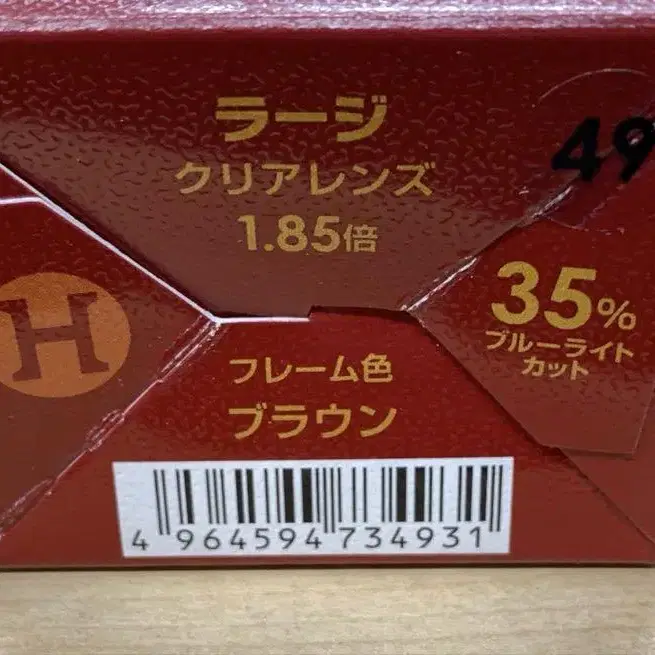 ラージ
クリアレンズ
1.85倍
49
35%
ブルーライト
カット
H
フレーム色
ブラウン
4 964594 734931